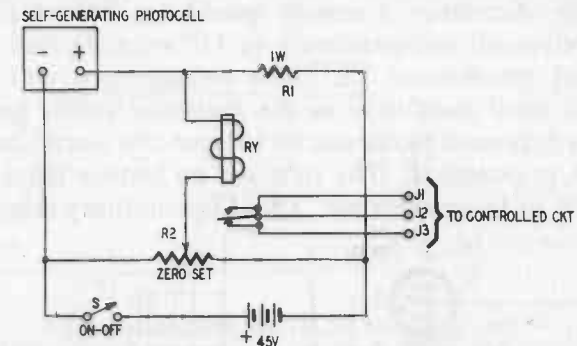 SELF-GENERATING PHOTOCELL
- +
1W
R1
RY
J1
J2
J3
TO CONTROLLED CKT
R2
ZERO SET
S
ON-OFF
+ 45V